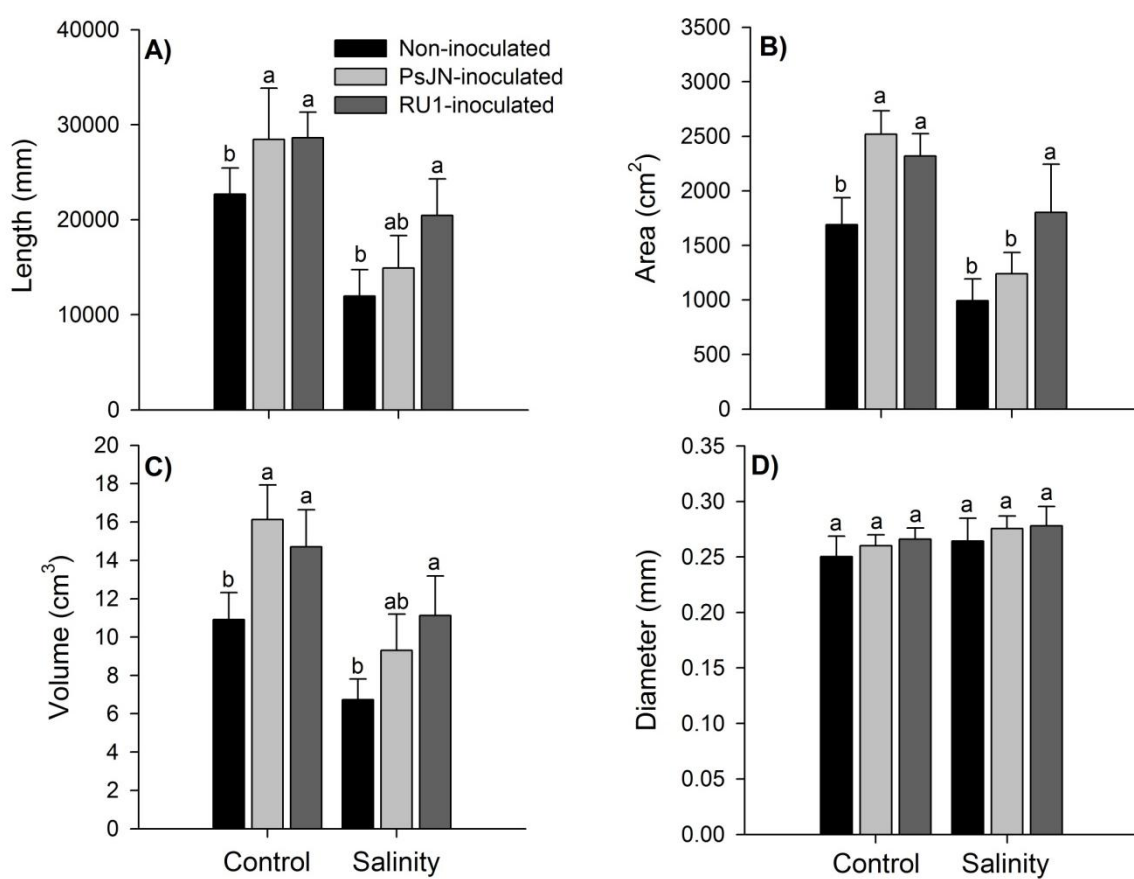 A)
Non-inoculated
PsJN-inoculated
RU1-inoculated
Length (mm)
40000
30000
20000
10000
0
b
a
a
b
ab
a
B)
Area (cm²)
3500
3000
2500
2000
1500
1000
500
0
b
a
a
b
b
a
C)
Volume (cm³)
20
18
16
14
12
10
8
6
4
2
0
b
a
a
b
ab
a
Control
Salinity
D)
Diameter (mm)
0.35
0.30
0.25
0.20
0.15
0.10
0.05
0.00
a
a
a
a
a
a
Control
Salinity